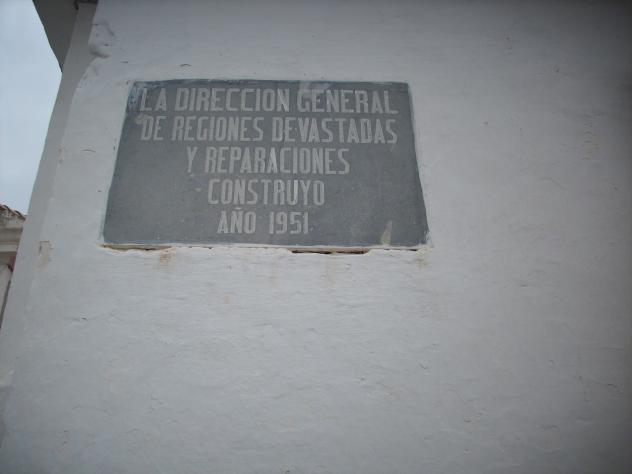 LA DIRECCION GENERAL
DE REGIONES DEVASTADAS
Y REPARACIONES
CONSTRUYO
AÑO 1951